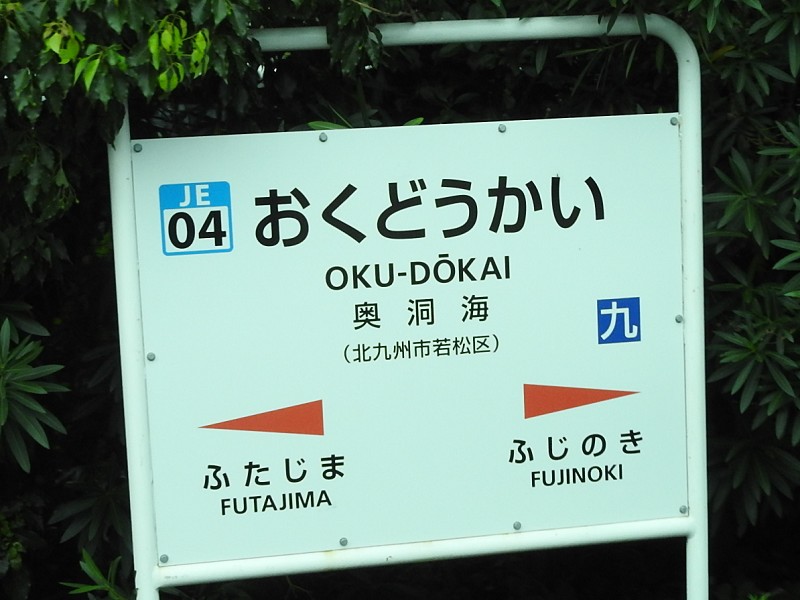 JE
04
おくどうかい
OKU-DŌKAI
奥洞海
九
（北九州市若松区）
ふたじま
FUTAJIMA
ふじのき
FUJINOKI